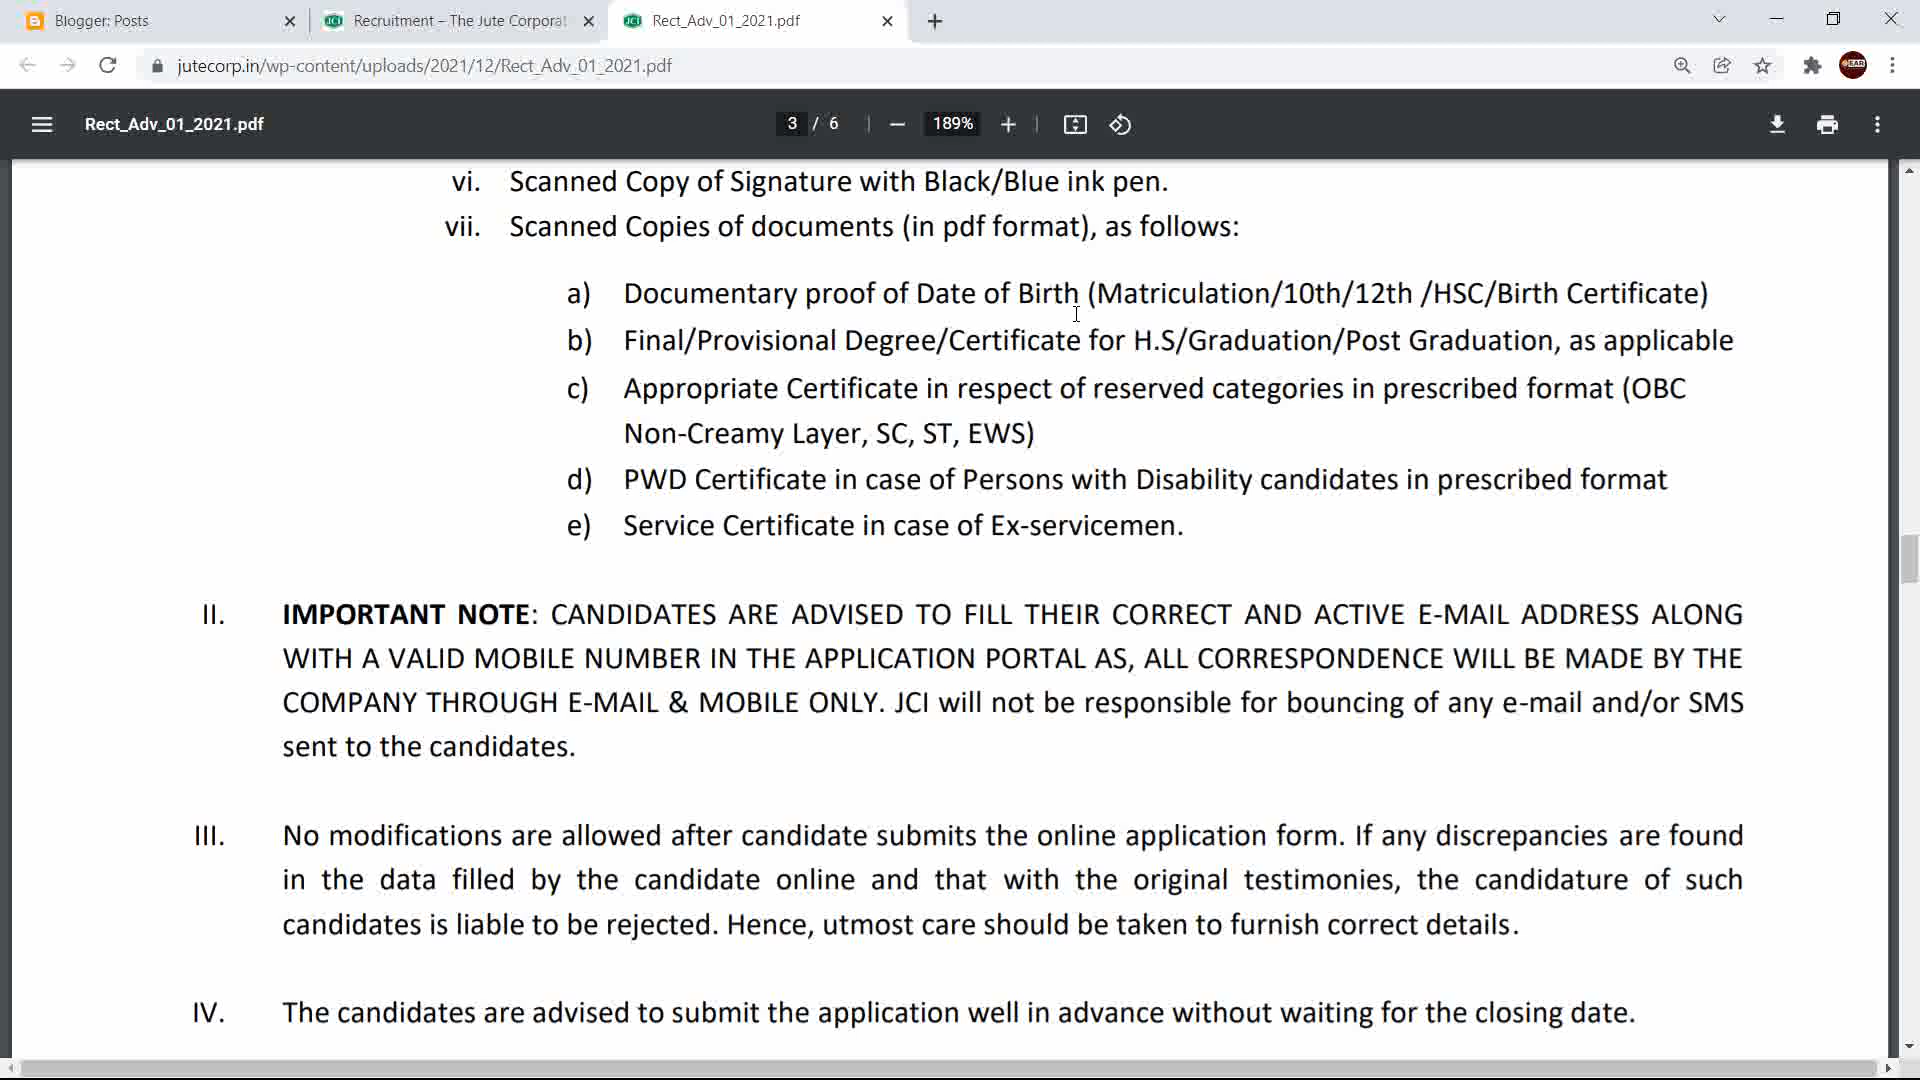 Blogger: Posts
Recruitment – The Jute Corporat
Rect_Adv_01_2021.pdf
jutecorp.in/wp-content/uploads/2021/12/Rect_Adv_01_2021.pdf
Rect_Adv_01_2021.pdf
3 / 6
189%
vi. Scanned Copy of Signature with Black/Blue ink pen.
vii. Scanned Copies of documents (in pdf format), as follows:
a) Documentary proof of Date of Birth (Matriculation/10th/12th /HSC/Birth Certificate)
b) Final/Provisional Degree/Certificate for H.S/Graduation/Post Graduation, as applicable
c) Appropriate Certificate in respect of reserved categories in prescribed format (OBC
Non-Creamy Layer, SC, ST, EWS)
d) PWD Certificate in case of Persons with Disability candidates in prescribed format
e) Service Certificate in case of Ex-servicemen.
II. IMPORTANT NOTE: CANDIDATES ARE ADVISED TO FILL THEIR CORRECT AND ACTIVE E-MAIL ADDRESS ALONG
WITH A VALID MOBILE NUMBER IN THE APPLICATION PORTAL AS, ALL CORRESPONDENCE WILL BE MADE BY THE
COMPANY THROUGH E-MAIL & MOBILE ONLY. JCI will not be responsible for bouncing of any e-mail and/or SMS
sent to the candidates.
III. No modifications are allowed after candidate submits the online application form. If any discrepancies are found
in the data filled by the candidate online and that with the original testimonies, the candidature of such
candidates is liable to be rejected. Hence, utmost care should be taken to furnish correct details.
IV. The candidates are advised to submit the application well in advance without waiting for the closing date.